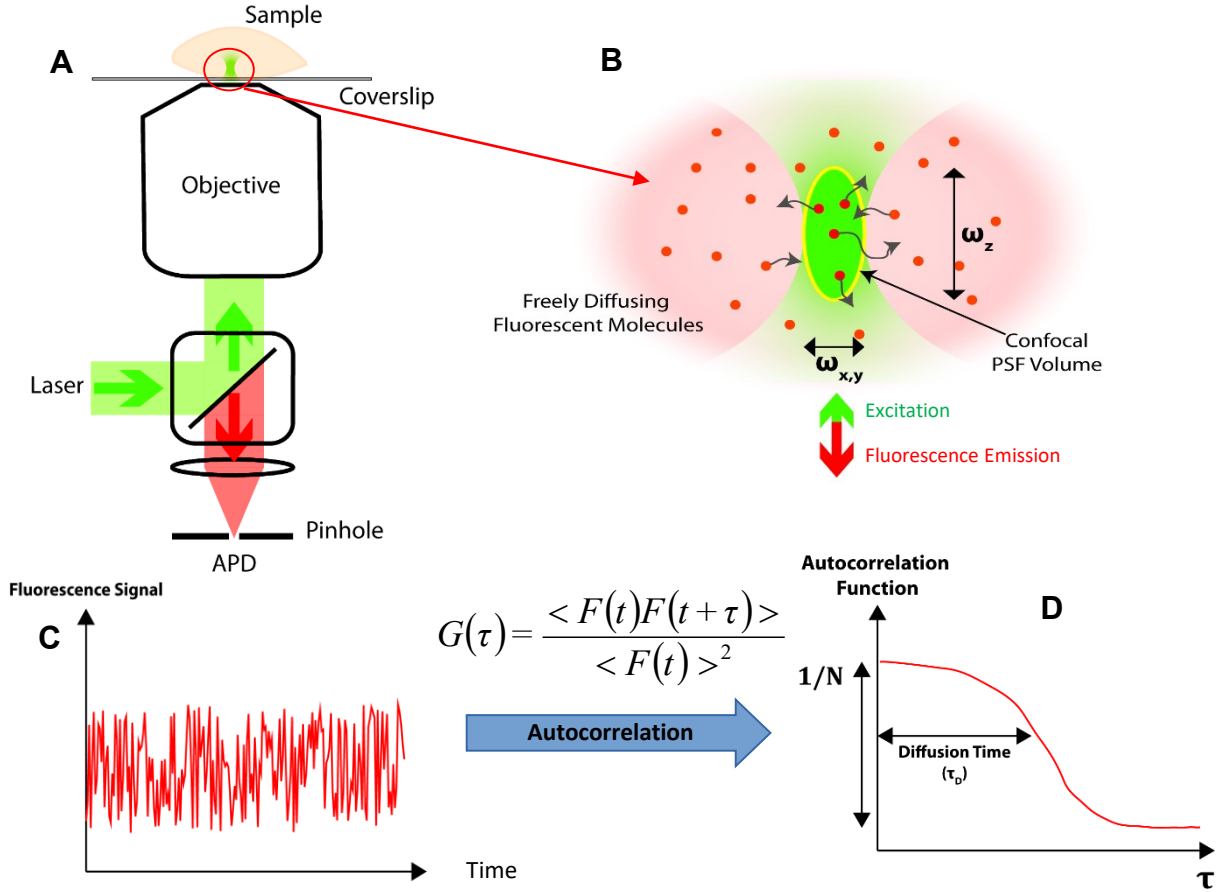 A
Sample
Coverslip
Objective
Laser
Pinhole
APD
B
ω_z
Freely Diffusing
Fluorescent Molecules
Confocal
PSF Volume
ω_x,y
Excitation
Fluorescence Emission
Fluorescence Signal
C
Time
G(τ) = < F(t)F(t + τ) > / < F(t) >²
Autocorrelation
Autocorrelation
Function
D
1/N
Diffusion Time
(τ_D)
τ